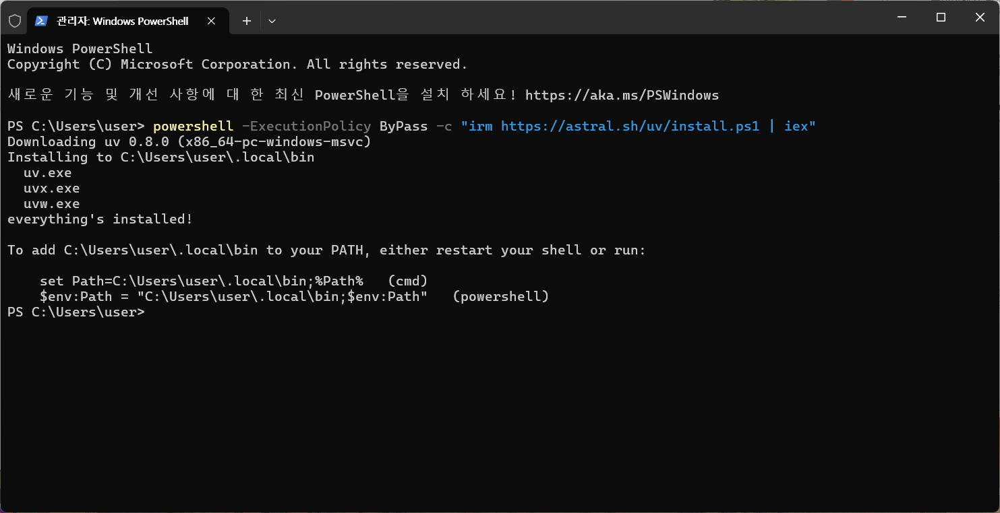 관리자: Windows PowerShell
Windows PowerShell
Copyright (C) Microsoft Corporation. All rights reserved.
새로운 기능 및 개선 사항에 대 한 최신 PowerShell을 설치 하세요! https://aka.ms/PSWindows
PS C:\Users\user> powershell -ExecutionPolicy ByPass -c "irm https://astral.sh/uv/install.ps1 | iex"
Downloading uv 0.8.0 (x86_64-pc-windows-msvc)
Installing to C:\Users\user\.local\bin
  uv.exe
  uvx.exe
  uvw.exe
everything's installed!
To add C:\Users\user\.local\bin to your PATH, either restart your shell or run:
    set Path=C:\Users\user\.local\bin;%Path%   (cmd)
    $env:Path = "C:\Users\user\.local\bin;$env:Path"   (powershell)
PS C:\Users\user>